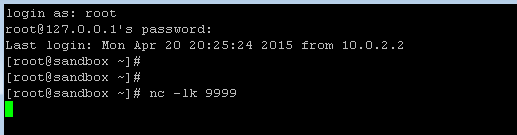 login as: root
root@127.0.0.1's password:
Last login: Mon Apr 20 20:25:24 2015 from 10.0.2.2
[root@sandbox ~]#
[root@sandbox ~]#
[root@sandbox ~]# nc -lk 9999